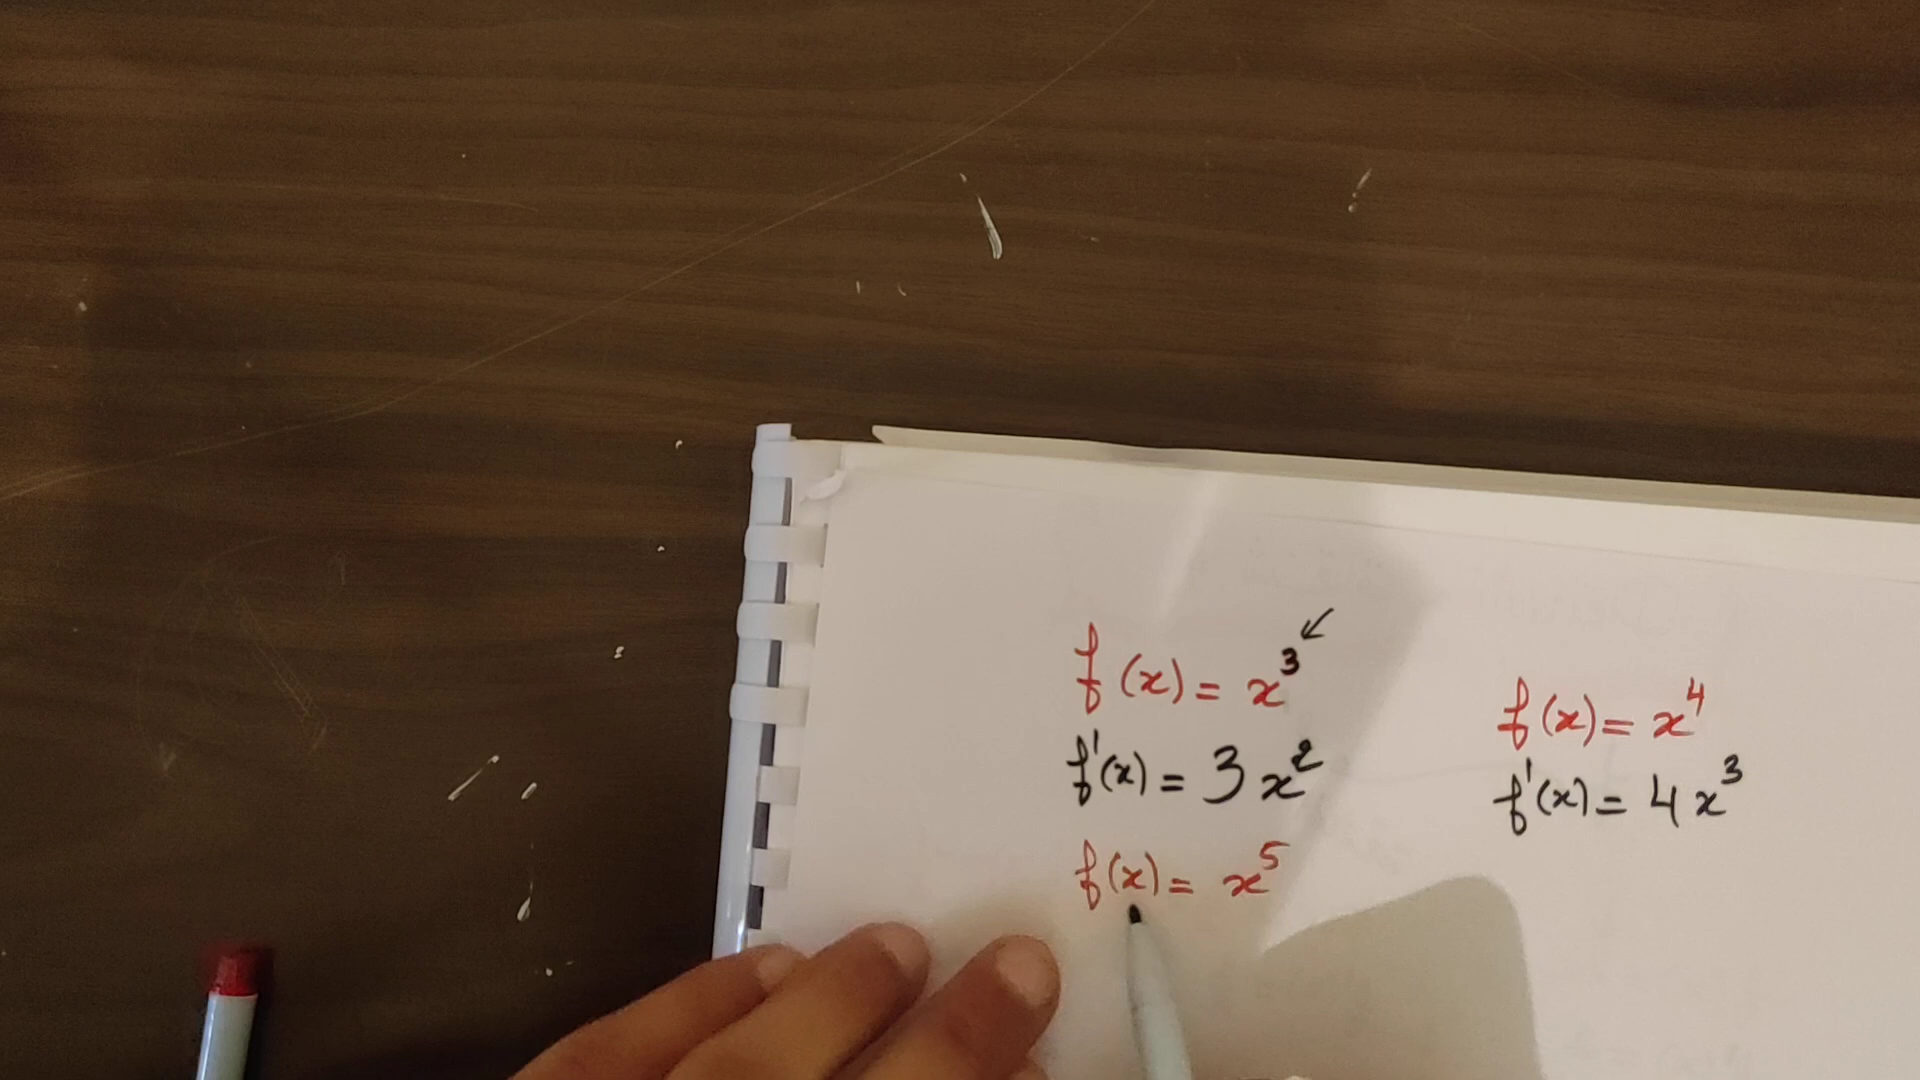 f(x) = x³
f'(x) = 3x²
f(x) = x⁵
f(x) = x⁴
f'(x) = 4x³